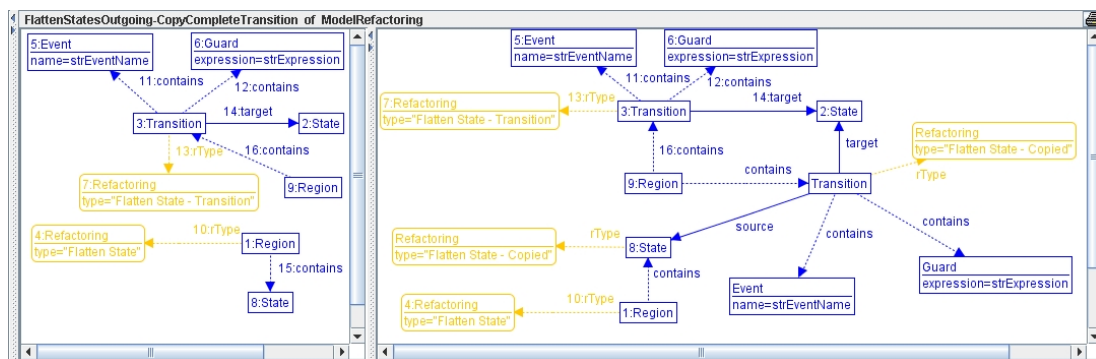 FlattenStatesOutgoing-CopyCompleteTransition of ModelRefactoring
5:Event
name=strEventName
6:Guard
expression=strExpression
11:contains
12:contains
14:target
3:Transition
2:State
13:rType
16:contains
7:Refactoring
type="Flatten State - Transition"
9:Region
4:Refactoring
type="Flatten State"
10:rType
1:Region
15:contains
8:State
5:Event
name=strEventName
6:Guard
expression=strExpression
11:contains
12:contains
7:Refactoring
type="Flatten State - Transition"
13:rType
14:target
3:Transition
2:State
Refactoring
type="Flatten State - Copied"
target
16:contains
contains
rType
9:Region
Transition
source
contains
contains
Refactoring
type="Flatten State - Copied"
rType
8:State
contains
Guard
expression=strExpression
Event
name=strEventName
4:Refactoring
type="Flatten State"
10:rType
1:Region